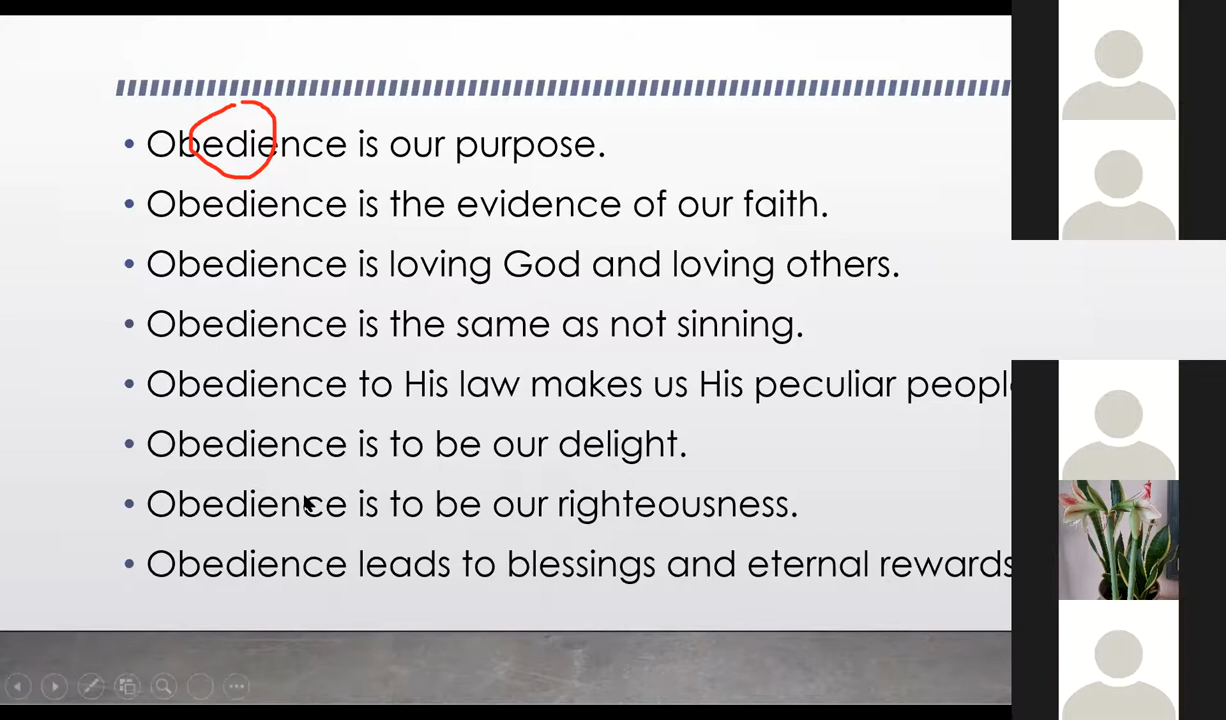 • Obedience is our purpose.
• Obedience is the evidence of our faith.
• Obedience is loving God and loving others.
• Obedience is the same as not sinning.
• Obedience to His law makes us His peculiar peopl
• Obedience is to be our delight.
• Obedience is to be our righteousness.
• Obedience leads to blessings and eternal rewards